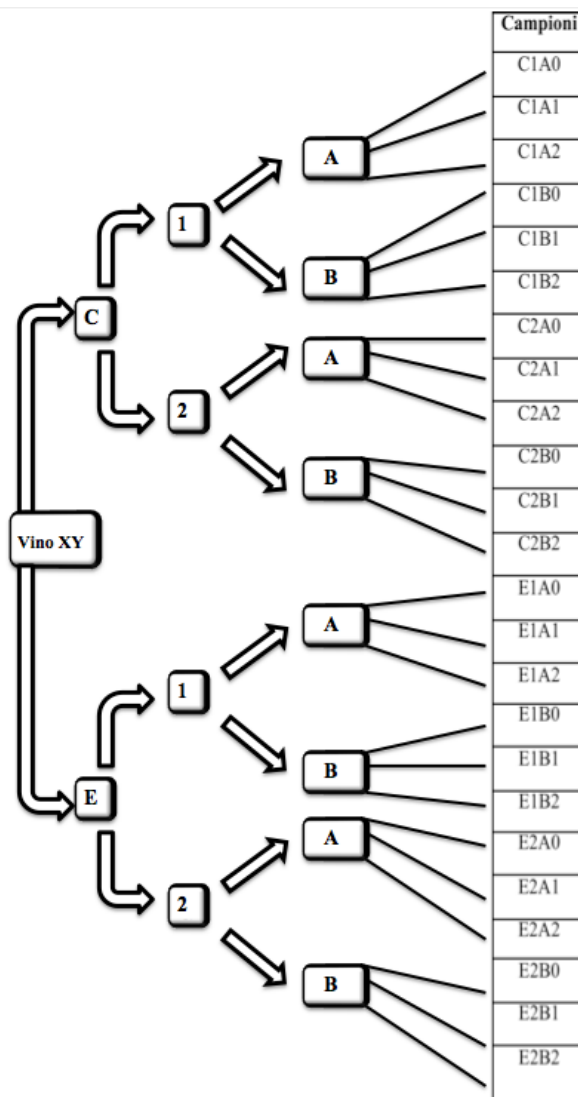 Campioni
C1A0
C1A1
A
C1A2
C1B0
1
C1B1
B
C1B2
C
C2A0
A
C2A1
2
C2A2
C2B0
B
C2B1
Vino XY
C2B2
E1A0
A
E1A1
E1A2
1
E1B0
E1B1
B
E1B2
E
A
E2A0
E2A1
2
E2A2
E2B0
B
E2B1
E2B2